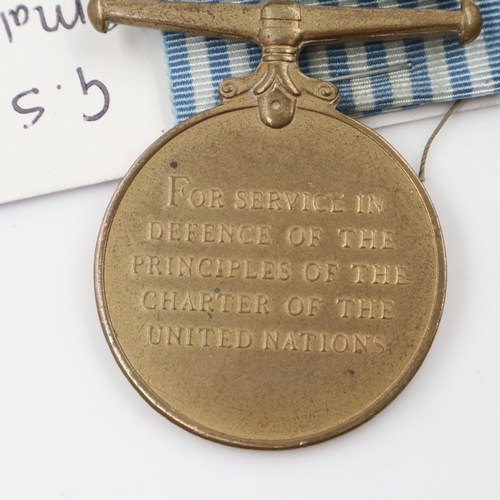 FOR SERVICE IN
DEFENCE OF THE
PRINCIPLES OF THE
CHARTER OF THE
UNITED NATIONS
G.S